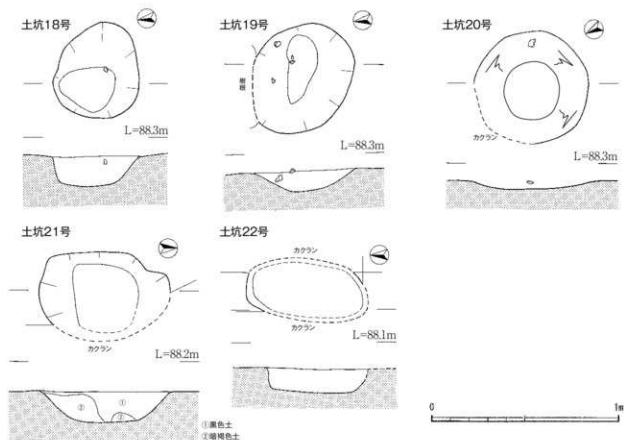 土坑18号
L=88.3m
土坑19号
L=88.3m
土坑20号
カクラン
L=88.3m
土坑21号
カクラン
L=88.2m
② ① ②
①黒色土
②暗褐色土
土坑22号
カクラン
カクラン
L=88.1m
0 1m